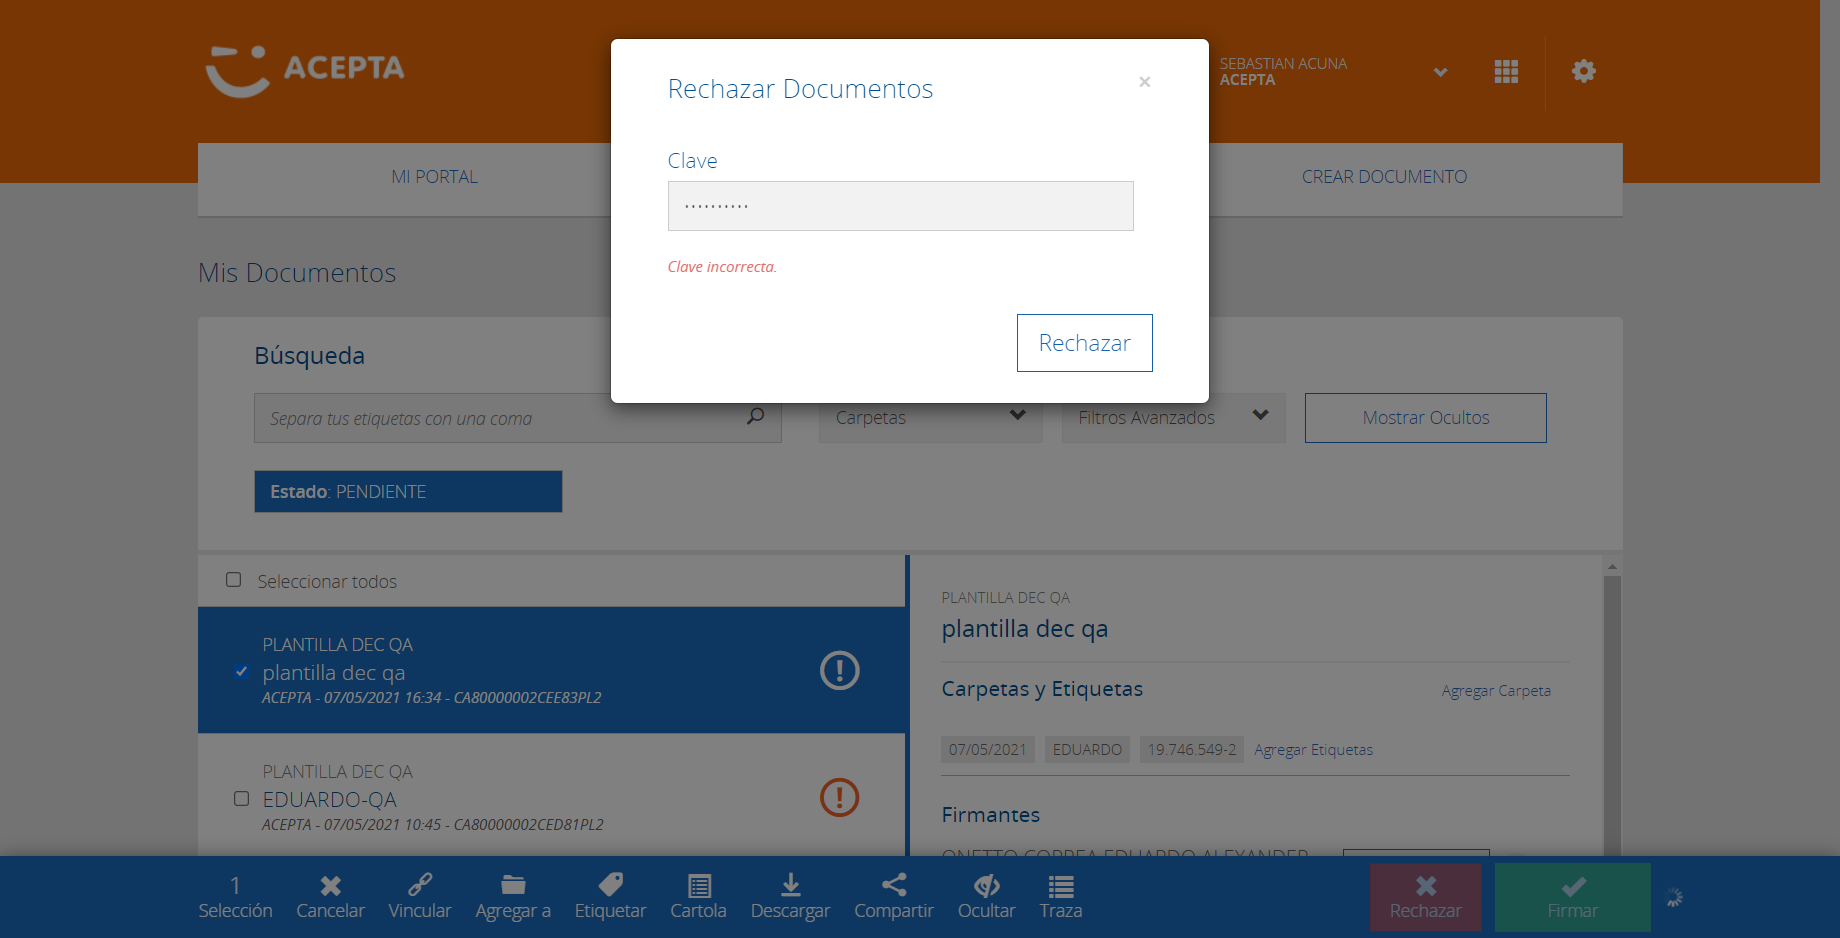 ACEPTA
SEBASTIAN ACUNA
ACEPTA
MI PORTAL
CREAR DOCUMENTO
Rechazar Documentos
×
Clave
··········
Clave incorrecta.
Rechazar
Mis Documentos
Búsqueda
Separa tus etiquetas con una coma
Carpetas
Filtros Avanzados
Mostrar Ocultos
Estado: PENDIENTE
Seleccionar todos
PLANTILLA DEC QA
plantilla dec qa
ACEPTA - 07/05/2021 16:34 - CA80000002CEE83PL2
PLANTILLA DEC QA
EDUARDO-QA
ACEPTA - 07/05/2021 10:45 - CA80000002CED81PL2
PLANTILLA DEC QA
plantilla dec qa
Carpetas y Etiquetas
Agregar Carpeta
07/05/2021 EDUARDO 19.746.549-2 Agregar Etiquetas
Firmantes
ONETTO CORREA EDUARDO ALEXANDER
1
Selección Cancelar Vincular Agregar a Etiquetar Cartola Descargar Compartir Ocultar Traza Rechazar Firmar